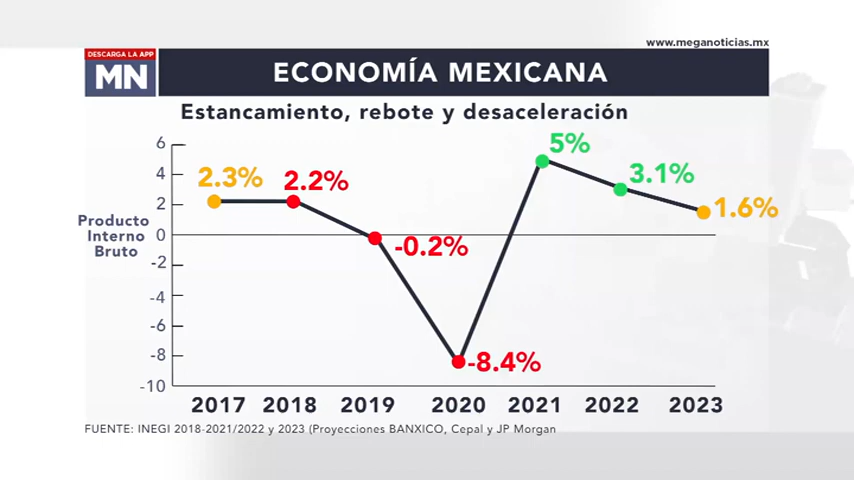 www.meganoticias.mx
DESCARGA LA APP
MN
ECONOMÍA MEXICANA
Estancamiento, rebote y desaceleración
6
4
2
0
-2
-4
-6
-8
-10
Producto
Interno
Bruto
2.3%
2.2%
-0.2%
-8.4%
5%
3.1%
1.6%
2017 2018 2019 2020 2021 2022 2023
FUENTE: INEGI 2018-2021/2022 y 2023 (Proyecciones BANXICO, Cepal y JP Morgan